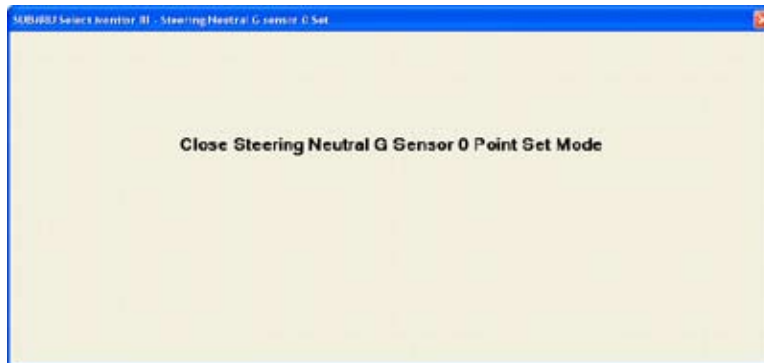 SUBARU Select Monitor III - Steering Neutral G sensor 0 Set
Close Steering Neutral G Sensor 0 Point Set Mode